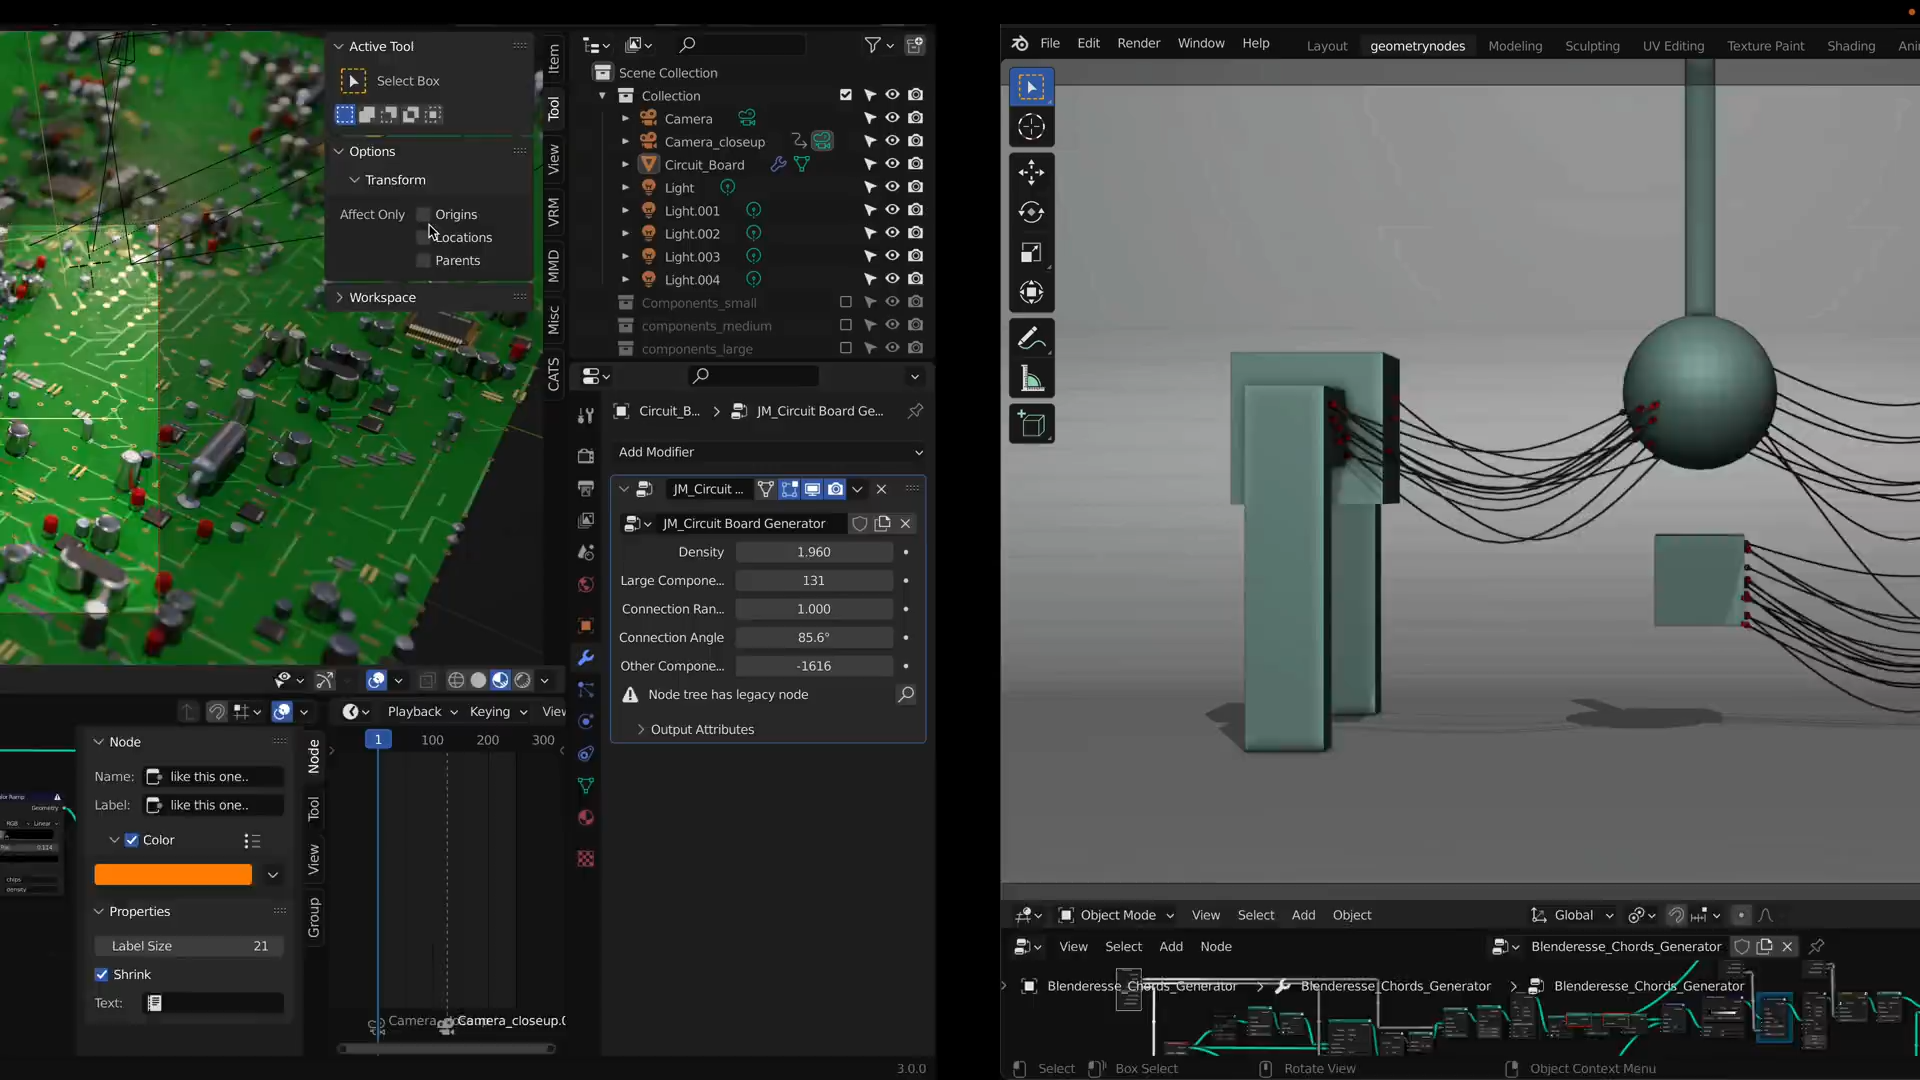 Active Tool
Select Box
Options
Transform
Affect Only
Origins
Locations
Parents
Workspace
Item
Tool
View
VRM
MMD
Misc
CATS
Scene Collection
Collection
Camera
Camera_closeup
Circuit_Board
Light
Light.001
Light.002
Light.003
Light.004
Components_small
components_medium
components_large
Circuit_B...
JM_Circuit Board Ge...
Add Modifier
JM_Circuit ...
JM_Circuit Board Generator
Density 1.960
Large Compone... 131
Connection Ran... 1.000
Connection Angle 85.6°
Other Compone... -1616
Node tree has legacy node
Output Attributes
Playback
Keying
View
1 100 200 300
Node
Name: like this one..
Label: like this one..
Color
Properties
Label Size 21
Shrink
Text:
Node
Tool
View
Group
Geometry
RGB
Linear
chips
density
Camera_closeup.0
3.0.0
File Edit Render Window Help
Layout geometrynodes Modeling Sculpting UV Editing Texture Paint Shading Ani
Object Mode View Select Add Object
Global
View Select Add Node
Blenderesse_Chords_Generator
Blenderesse_Chords_Generator > Blenderesse_Chords_Generator > Blenderesse_Chords_Generator
Select Box Select Rotate View Object Context Menu